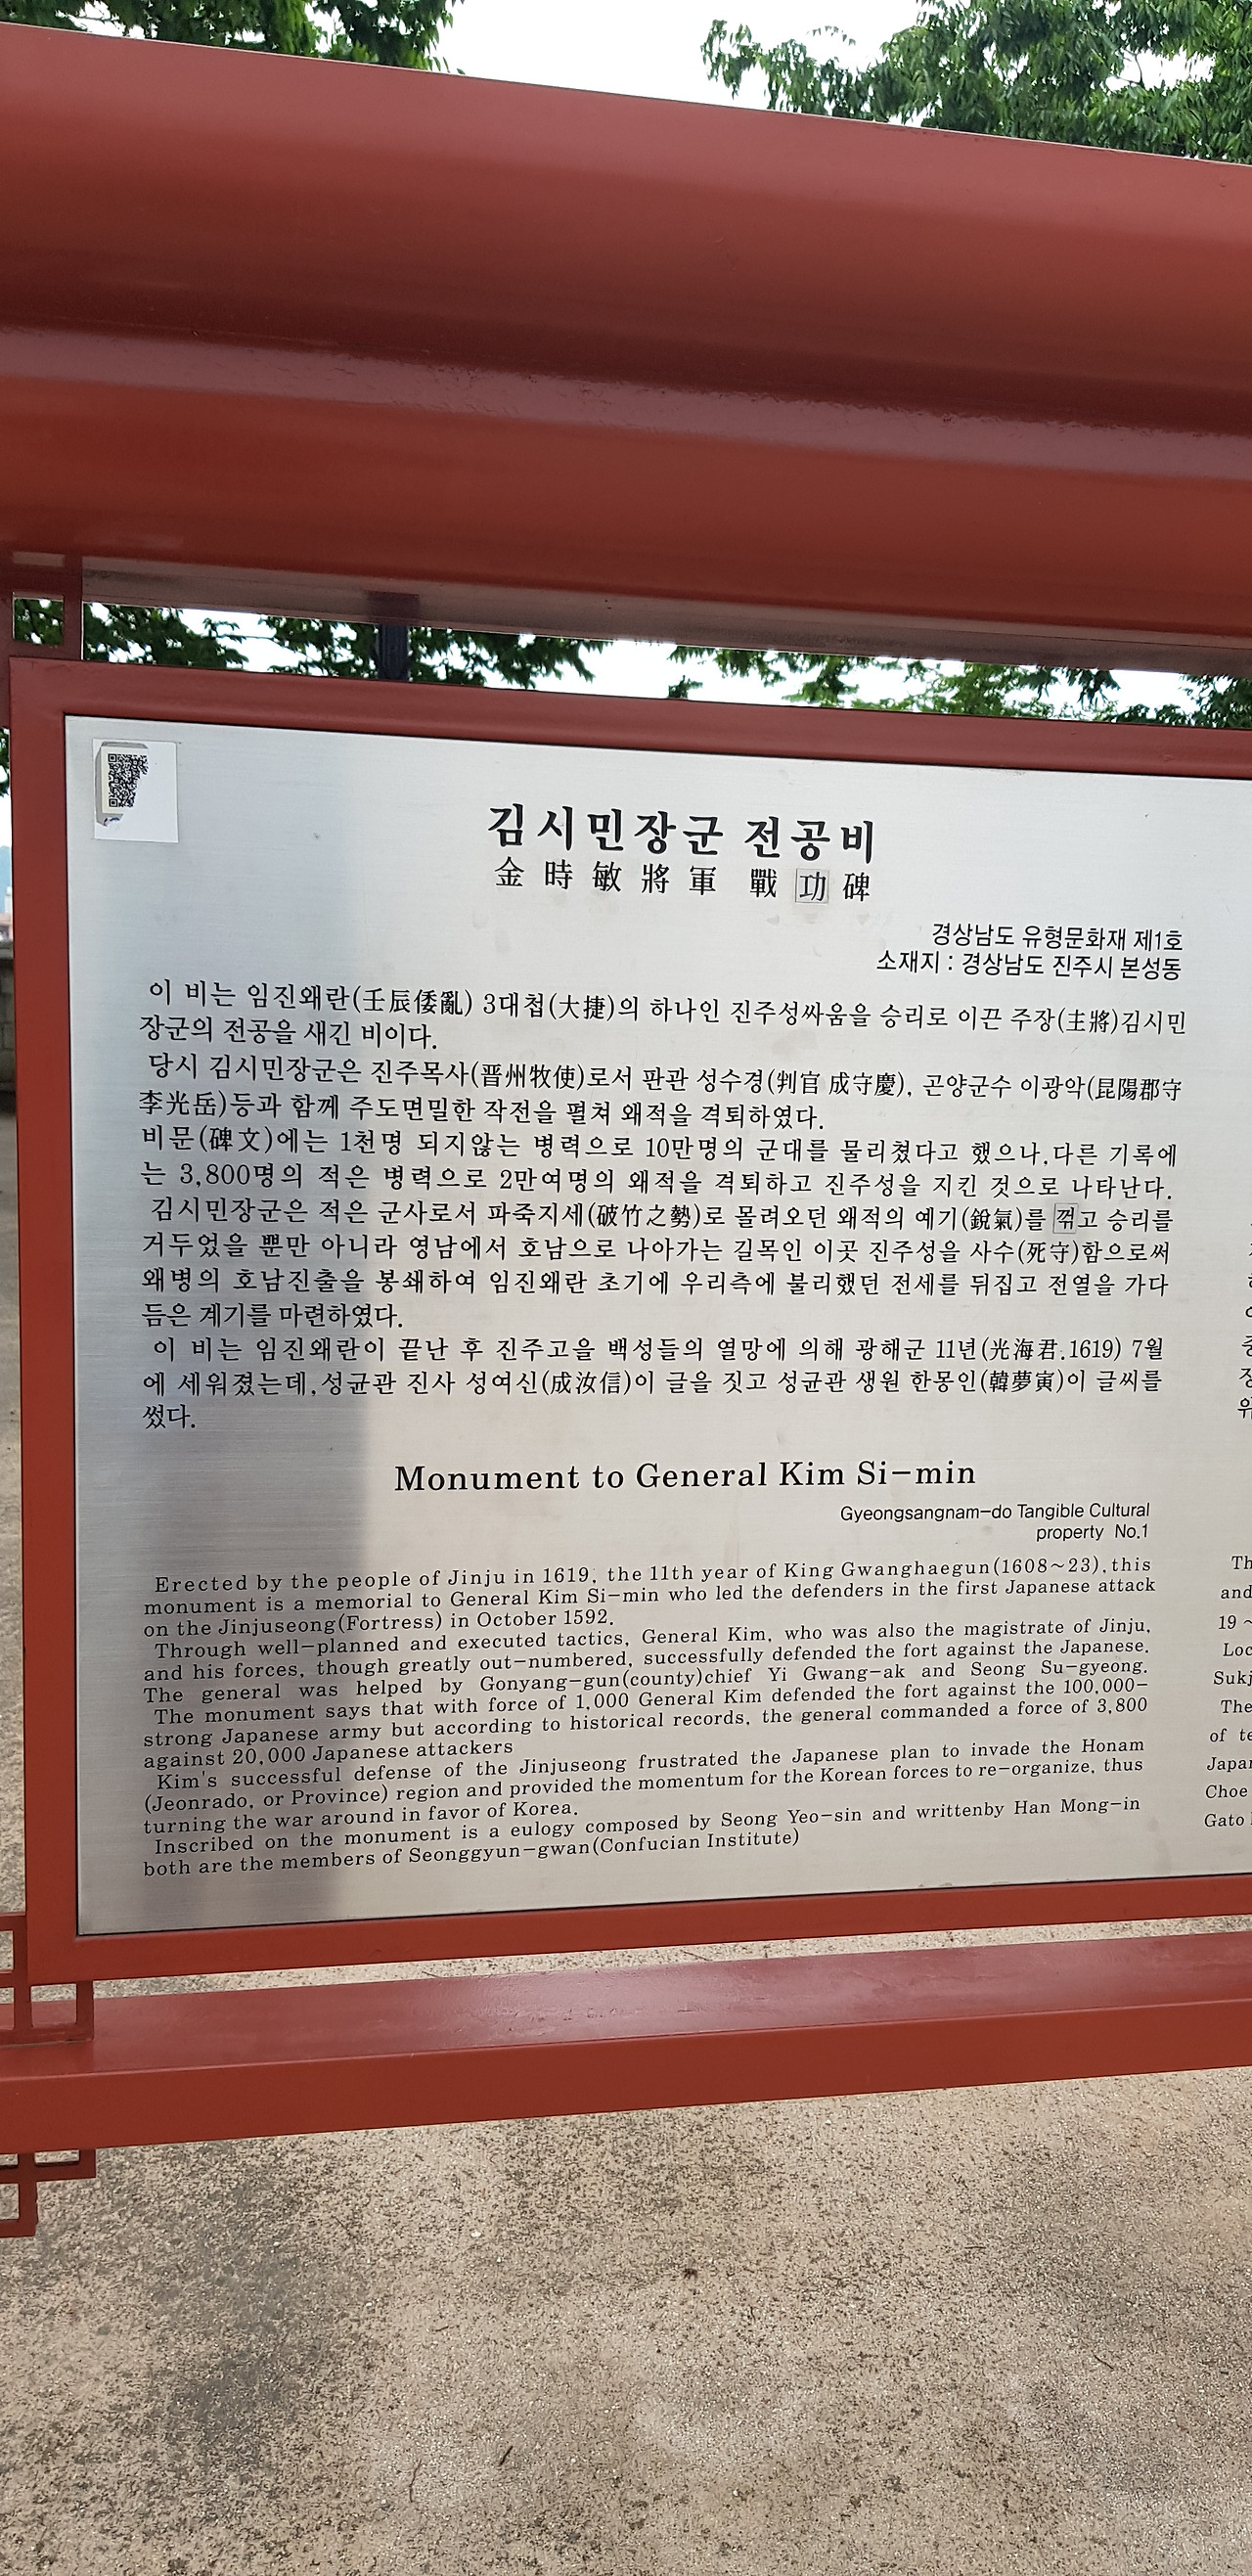 김시민장군 전공비
金時敏將軍 戰功碑
경상남도 유형문화재 제1호
소재지 : 경상남도 진주시 본성동
이 비는 임진왜란(壬辰倭亂) 3대첩(大捷)의 하나인 진주성싸움을 승리로 이끈 주장(主將)김시민
장군의 전공을 새긴 비이다.
당시 김시민장군은 진주목사(晋州牧使)로서 판관 성수경(判官 成守慶), 곤양군수 이광악(昆陽郡守
李光岳)등과 함께 주도면밀한 작전을 펼쳐 왜적을 격퇴하였다.
비문(碑文)에는 1천명 되지않는 병력으로 10만명의 군대를 물리쳤다고 했으나,다른 기록에
는 3,800명의 적은 병력으로 2만여명의 왜적을 격퇴하고 진주성을 지킨 것으로 나타난다.
김시민장군은 적은 군사로서 파죽지세(破竹之勢)로 몰려오던 왜적의 예기(銳氣)를 꺾고 승리를
거두었을 뿐만 아니라 영남에서 호남으로 나아가는 길목인 이곳 진주성을 사수(死守)함으로써
왜병의 호남진출을 봉쇄하여 임진왜란 초기에 우리측에 불리했던 전세를 뒤집고 전열을 가다
듬은 계기를 마련하였다.
이 비는 임진왜란이 끝난 후 진주고을 백성들의 열망에 의해 광해군 11년(光海君.1619) 7월
에 세워졌는데,성균관 진사 성여신(成汝信)이 글을 짓고 성균관 생원 한몽인(韓夢寅)이 글씨를
썼다.
Monument to General Kim Si-min
Gyeongsangnam-do Tangible Cultural
property No.1
Erected by the people of Jinju in 1619, the 11th year of King Gwanghaegun(1608~23),this
monument is a memorial to General Kim Si-min who led the defenders in the first Japanese attack
on the Jinjuseong(Fortress) in October 1592.
Through well-planned and executed tactics, General Kim, who was also the magistrate of Jinju,
and his forces, though greatly out-numbered, successfully defended the fort against the Japanese.
The general was helped by Gonyang-gun(county)chief Yi Gwang-ak and Seong Su-gyeong.
The monument says that with force of 1,000 General Kim defended the fort against the 100,000-
strong Japanese army but according to historical records, the general commanded a force of 3,800
against 20,000 Japanese attackers
Kim's successful defense of the Jinjuseong frustrated the Japanese plan to invade the Honam
(Jeonrado, or Province) region and provided the momentum for the Korean forces to re-organize, thus
turning the war around in favor of Korea.
Inscribed on the monument is a eulogy composed by Seong Yeo-sin and writtenby Han Mong-in
both are the members of Seonggyun-gwan(Confucian Institute)
Th
and
19 ~
Loc
Sukj
The
of te
Japan
Choe
Gato